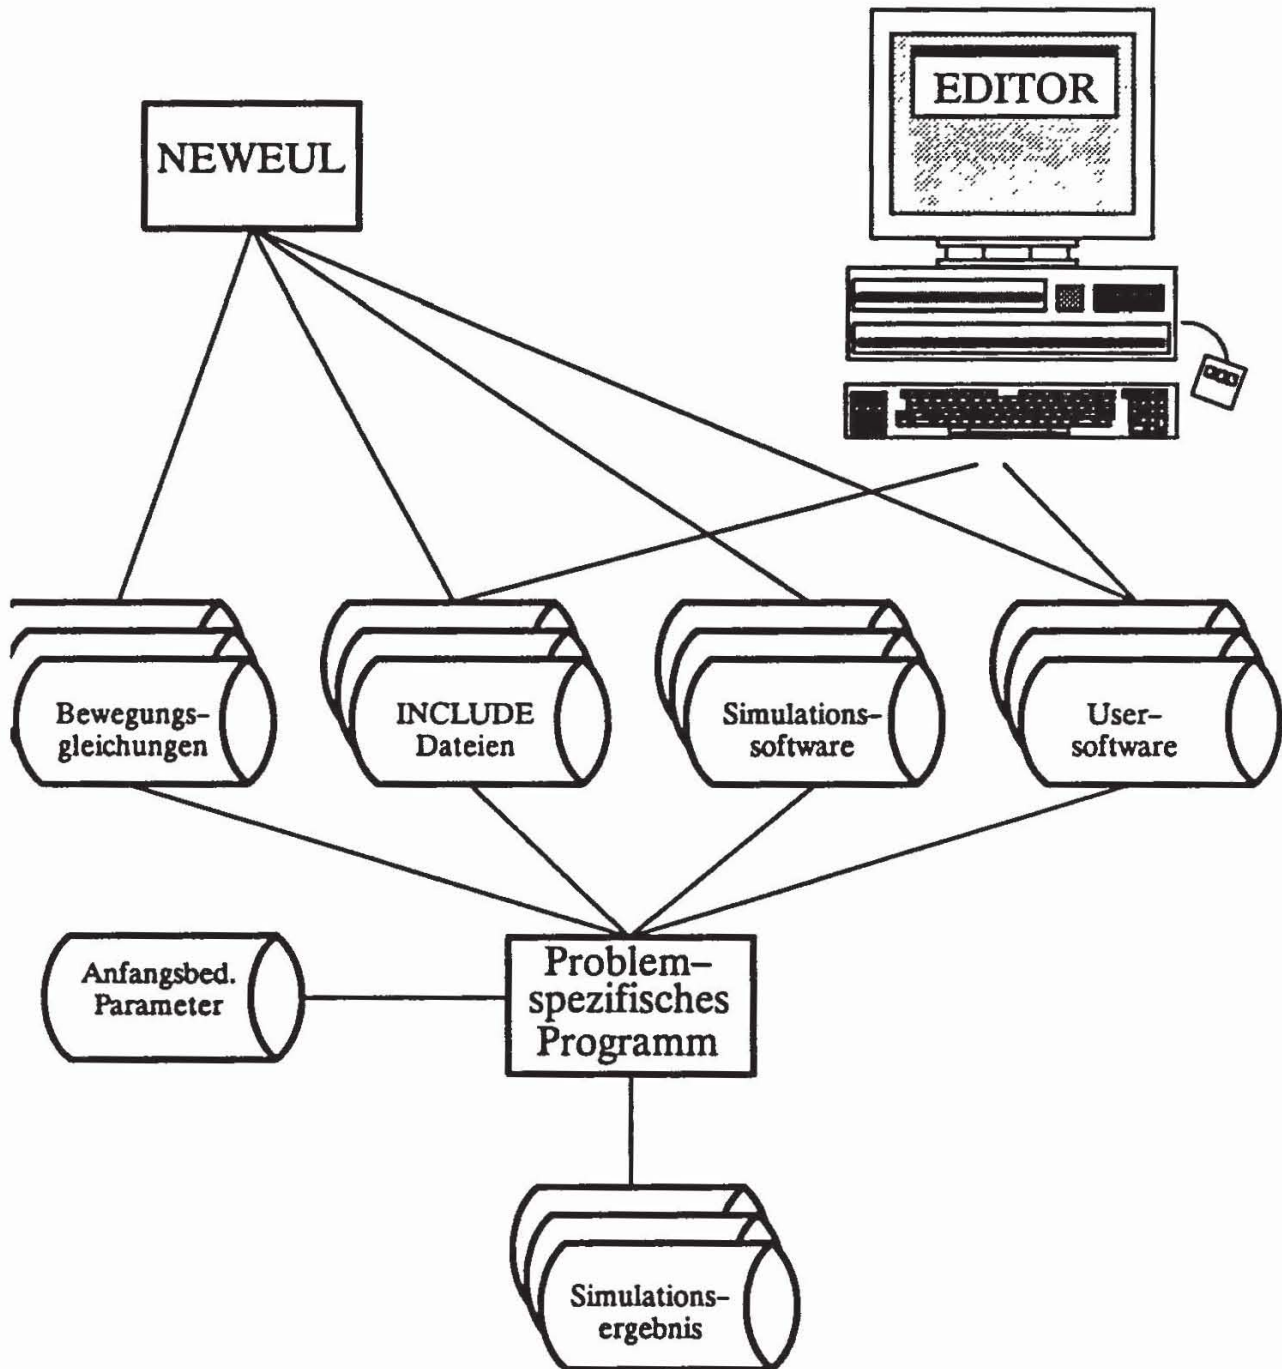 EDITOR
NEWEUL
Bewegungs-
gleichungen
INCLUDE
Dateien
Simulations-
software
User-
software
Anfangsbed.
Parameter
Problem-
spezifisches
Programm
Simulations-
ergebnis